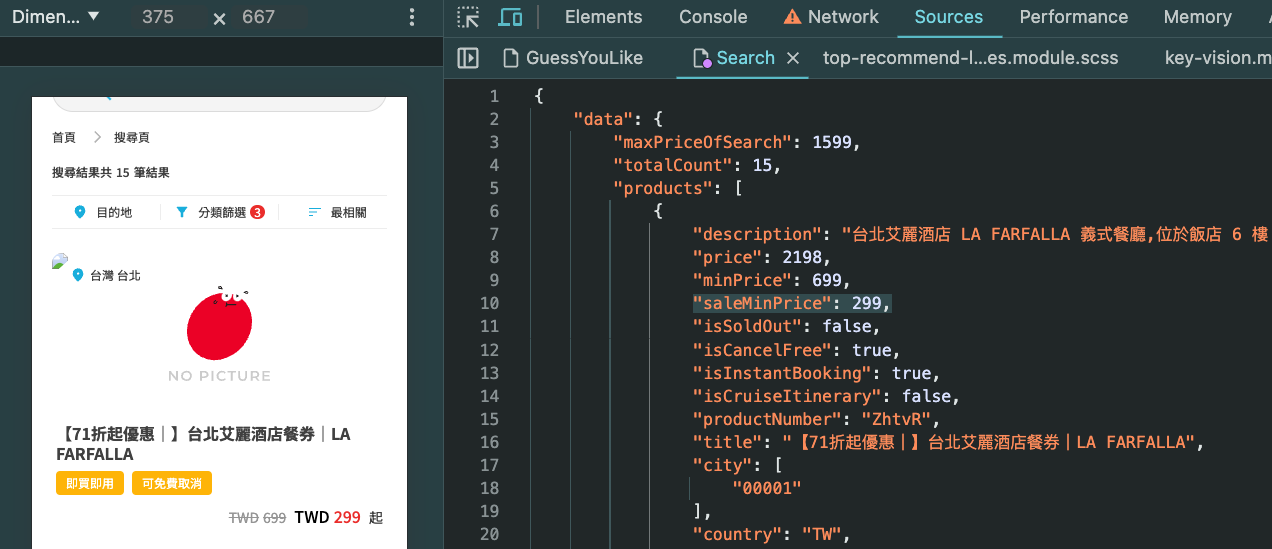 Dimen... 375 × 667
Elements Console Network Sources Performance Memory
GuessYouLike Search × top-recommend-l...es.module.scss key-vision.m
首頁 > 搜尋頁
搜尋結果共 15 筆結果
目的地 分類篩選 3 最相關
台灣 台北
NO PICTURE
【71折起優惠｜】台北艾麗酒店餐券｜LA
FARFALLA
即買即用 可免費取消
TWD 699 TWD 299 起
1 {
2 "data": {
3 "maxPriceOfSearch": 1599,
4 "totalCount": 15,
5 "products": [
6 {
7 "description": "台北艾麗酒店 LA FARFALLA 義式餐廳,位於飯店 6 樓
8 "price": 2198,
9 "minPrice": 699,
10 "saleMinPrice": 299,
11 "isSoldOut": false,
12 "isCancelFree": true,
13 "isInstantBooking": true,
14 "isCruiseItinerary": false,
15 "productNumber": "ZhtvR",
16 "title": "【71折起優惠｜】台北艾麗酒店餐券｜LA FARFALLA",
17 "city": [
18 "00001"
19 ],
20 "country": "TW",